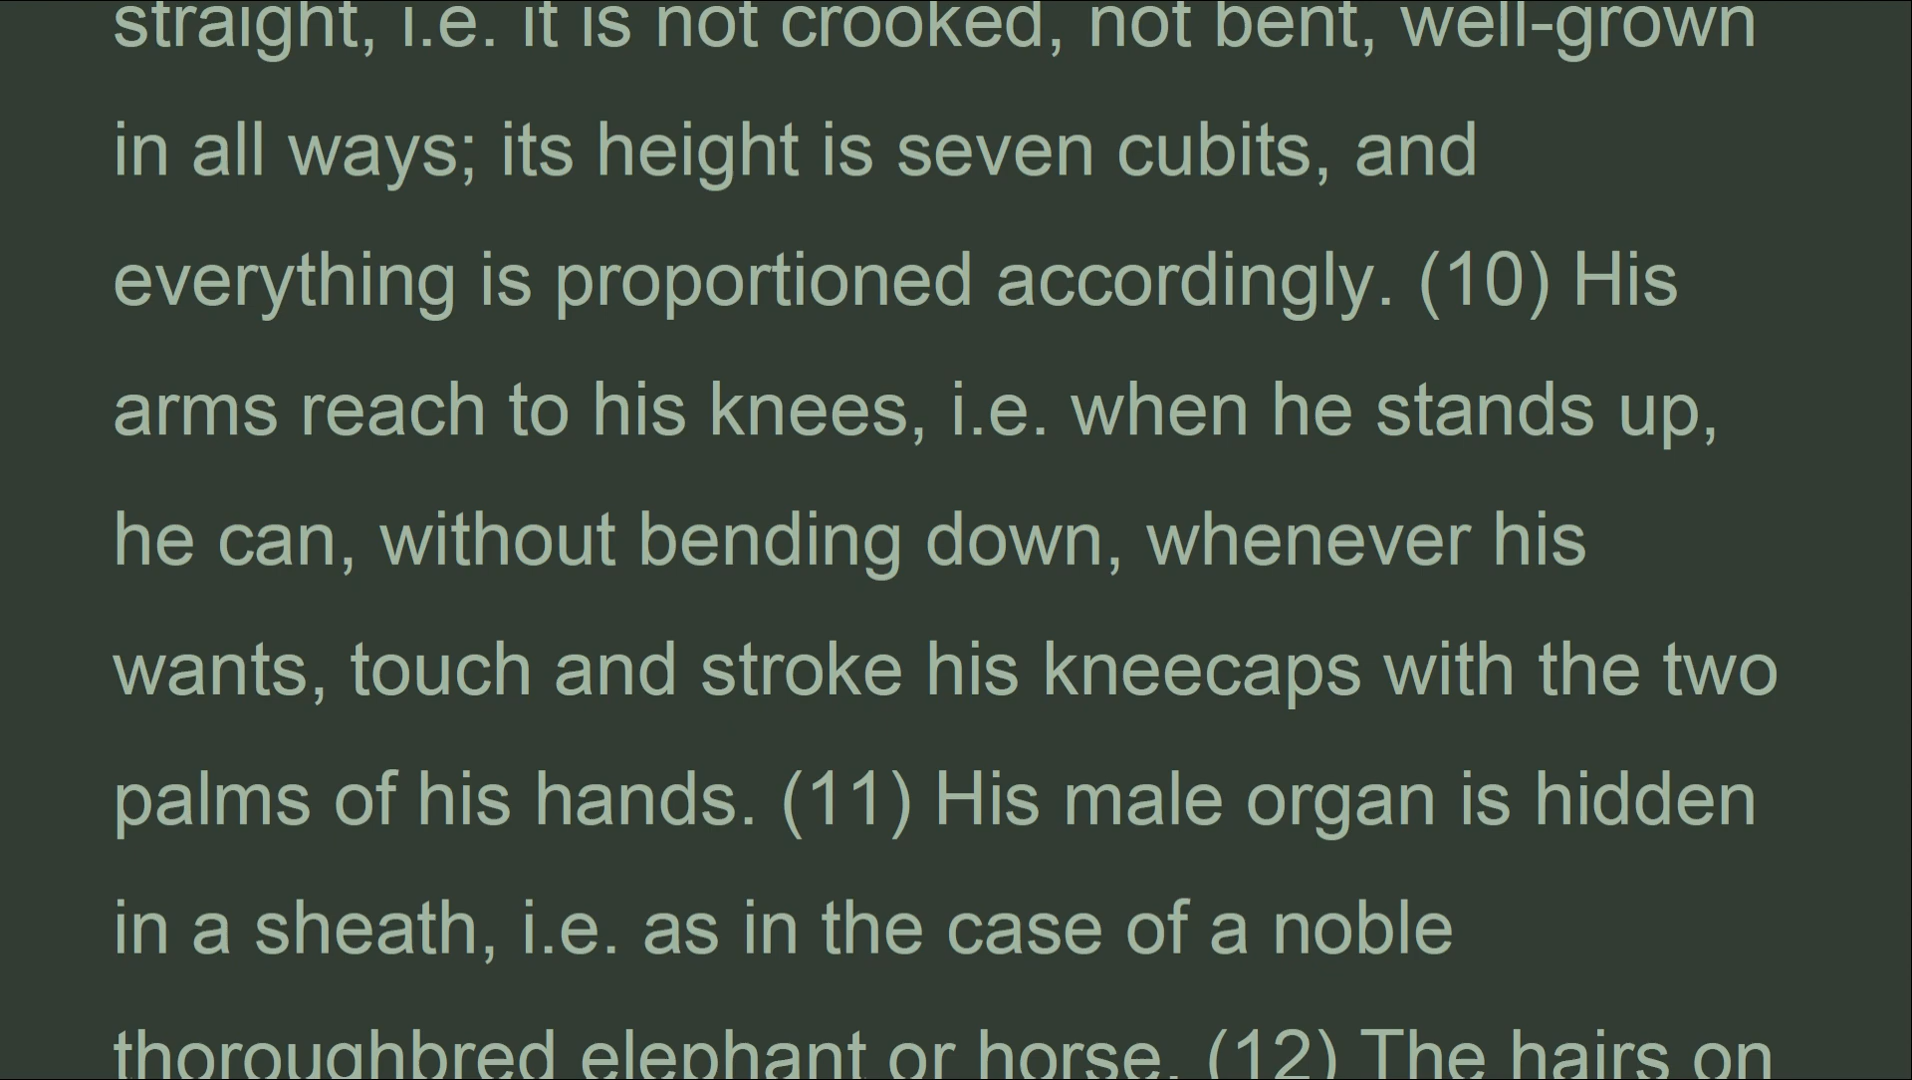 straight, i.e. it is not crooked, not bent, well-grown
in all ways; its height is seven cubits, and
everything is proportioned accordingly. (10) His
arms reach to his knees, i.e. when he stands up,
he can, without bending down, whenever his
wants, touch and stroke his kneecaps with the two
palms of his hands. (11) His male organ is hidden
in a sheath, i.e. as in the case of a noble
thoroughbred elephant or horse. (12) The hairs on